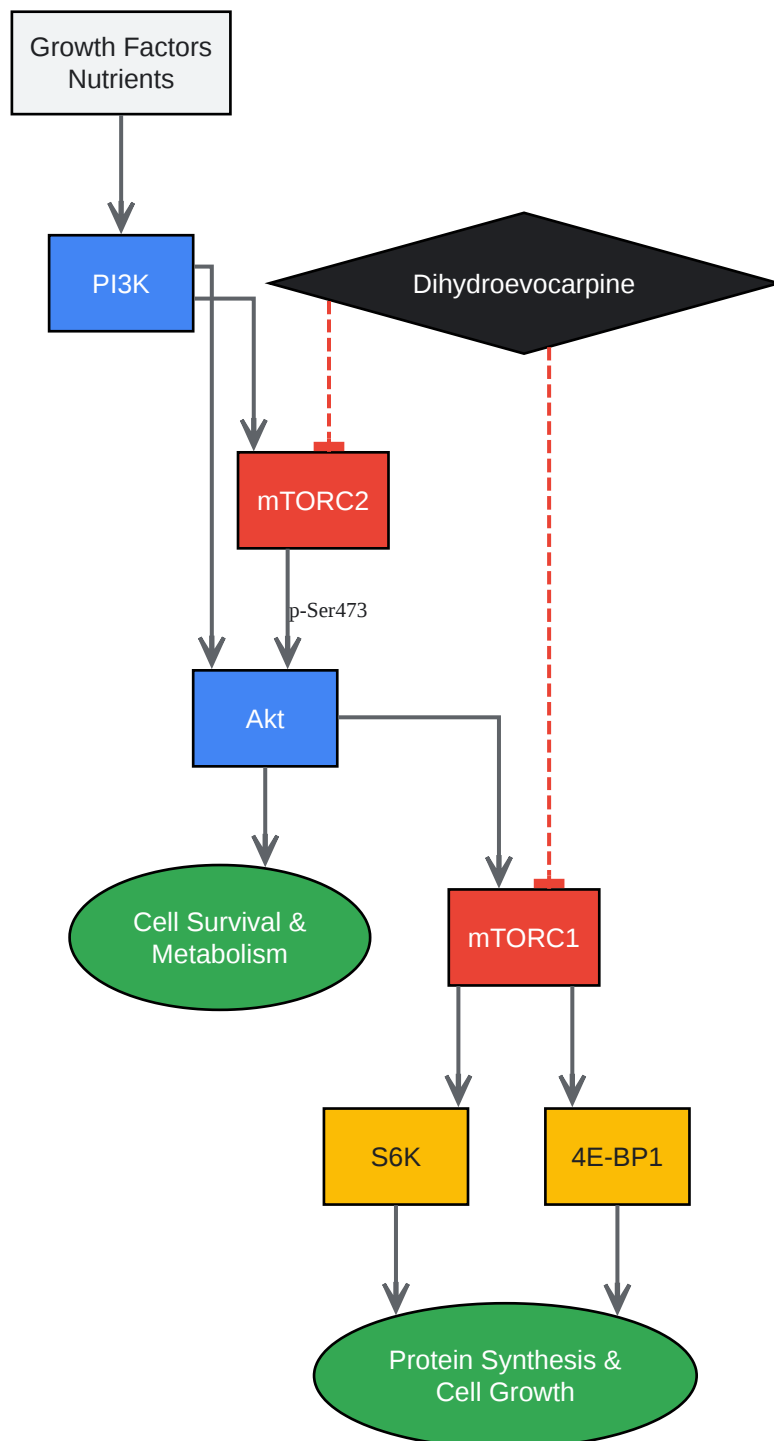 Growth Factors
Nutrients
PI3K
Dihydroevocarpine
mTORC2
p-Ser473
Akt
Cell Survival &
Metabolism
mTORC1
S6K
4E-BP1
Protein Synthesis &
Cell Growth